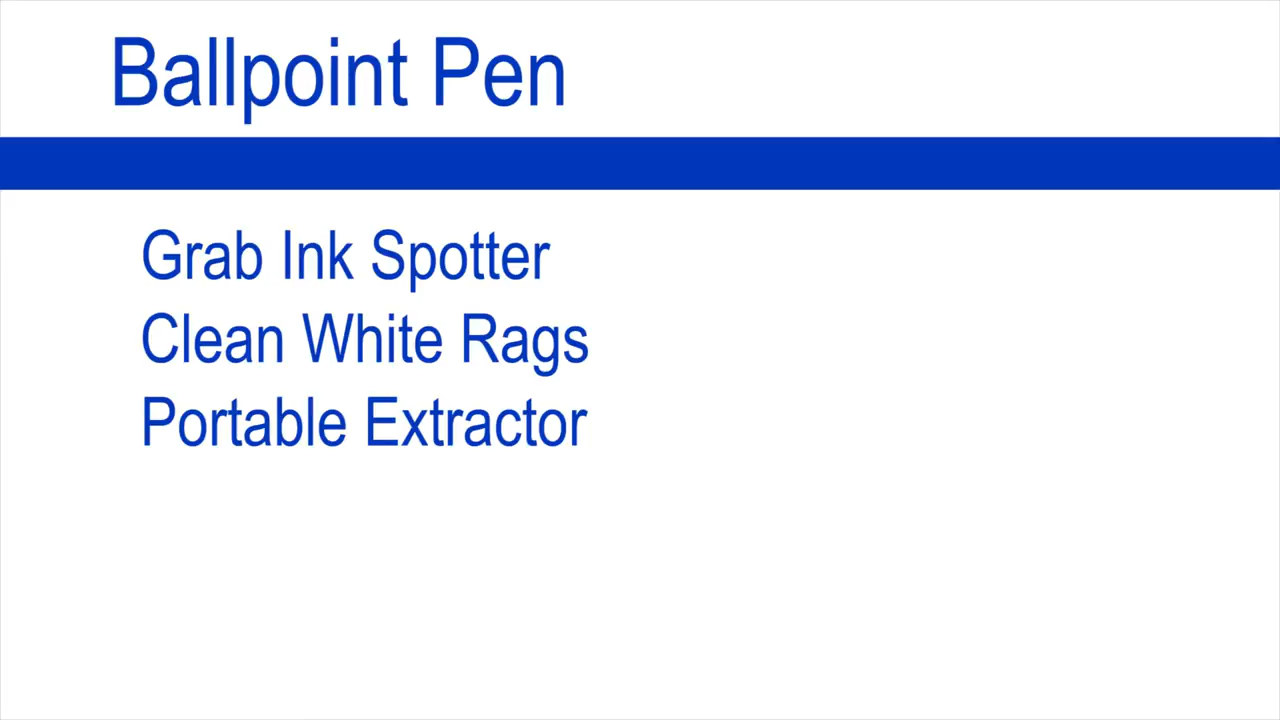 Ballpoint Pen
Grab Ink Spotter
Clean White Rags
Portable Extractor